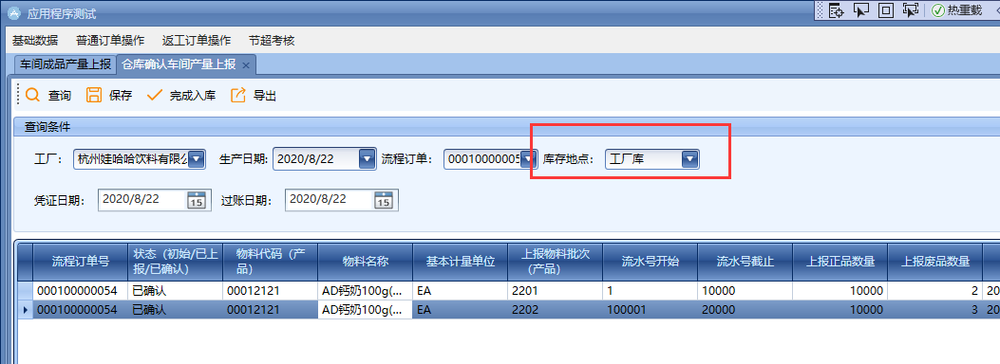 应用程序测试
热重载
基础数据 普通订单操作 返工订单操作 节超考核
车间成品产量上报 仓库确认车间产量上报 ×
查询 保存 完成入库 导出
查询条件
工厂: 杭州娃哈哈饮料有限公 生产日期: 2020/8/22 流程订单: 00010000005 库存地点: 工厂库
凭证日期: 2020/8/22 15 过账日期: 2020/8/22 15
流程订单号 状态（初始/已上报/已确认） 物料代码（产品） 物料名称 基本计量单位 上报物料批次（产品） 流水号开始 流水号截止 上报正品数量 上报废品数量
000100000054 已确认 00012121 AD钙奶100g(... EA 2201 1 10000 10000 2 20
000100000054 已确认 00012121 AD钙奶100g(... EA 2202 100001 20000 10000 3 20